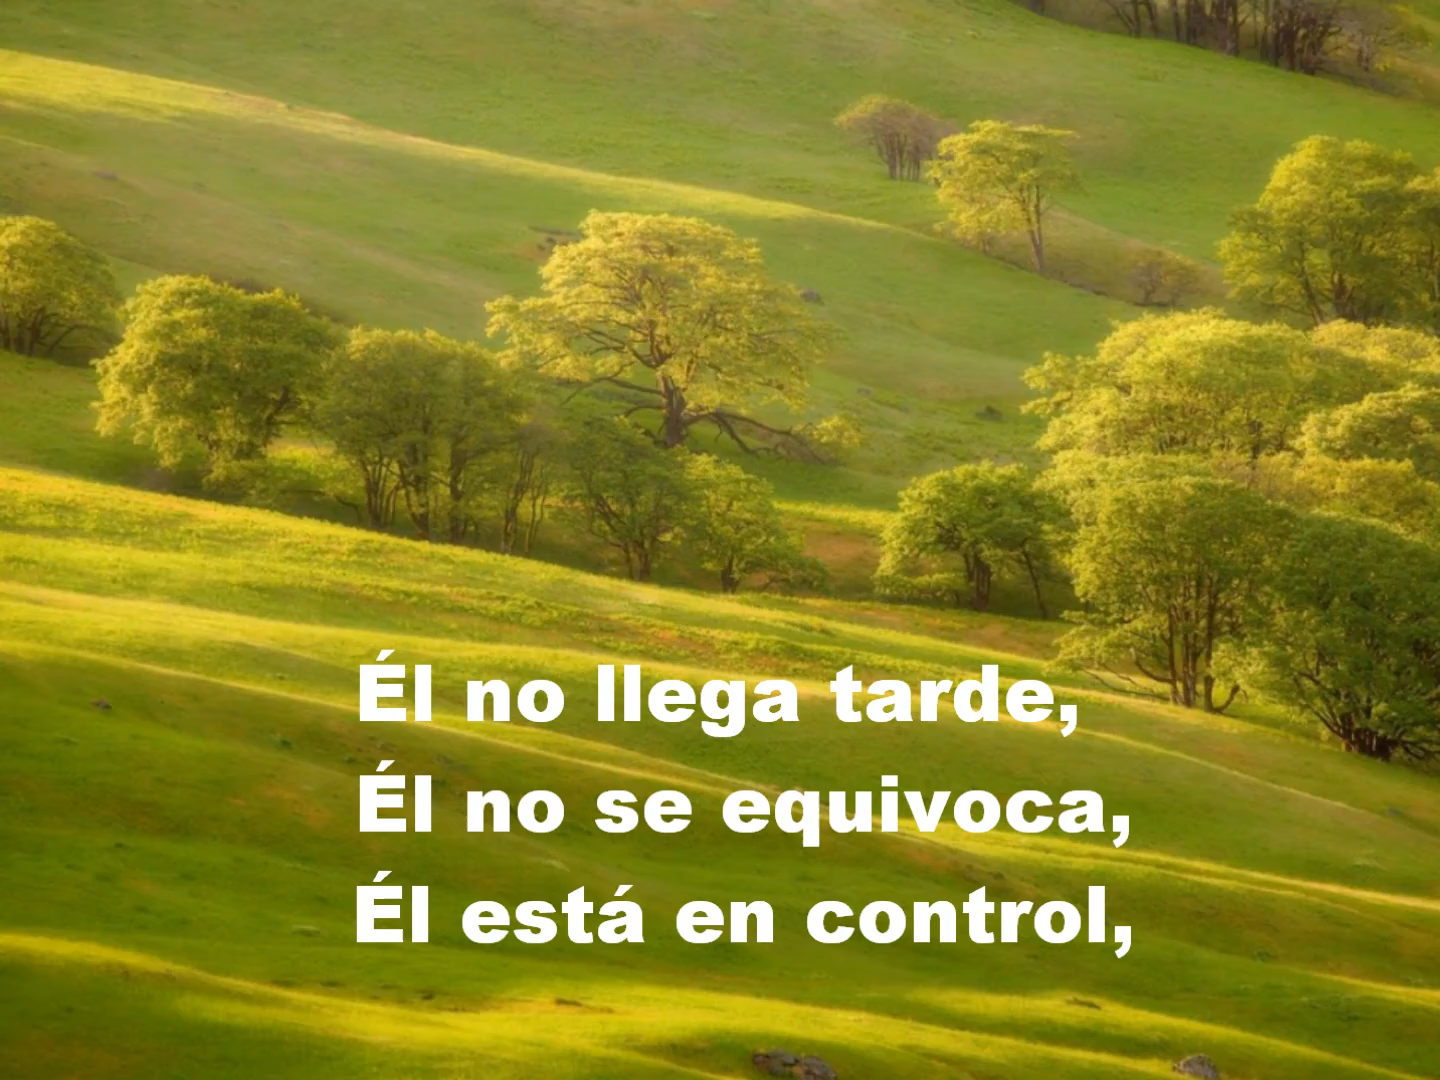 Él no llega tarde,
Él no se equivoca,
Él está en control,